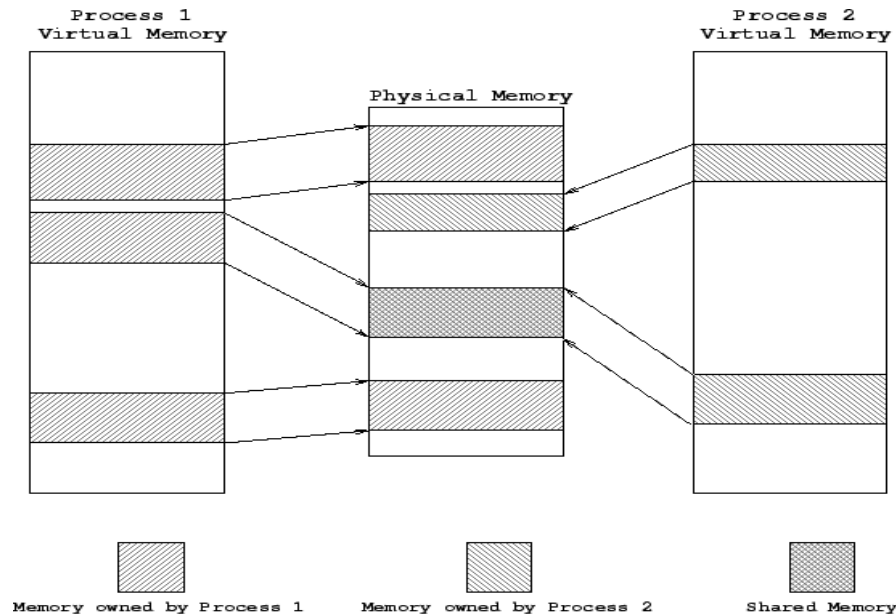 Process 1
Virtual Memory
Process 2
Virtual Memory
Physical Memory
Memory owned by Process 1
Memory owned by Process 2
Shared Memory